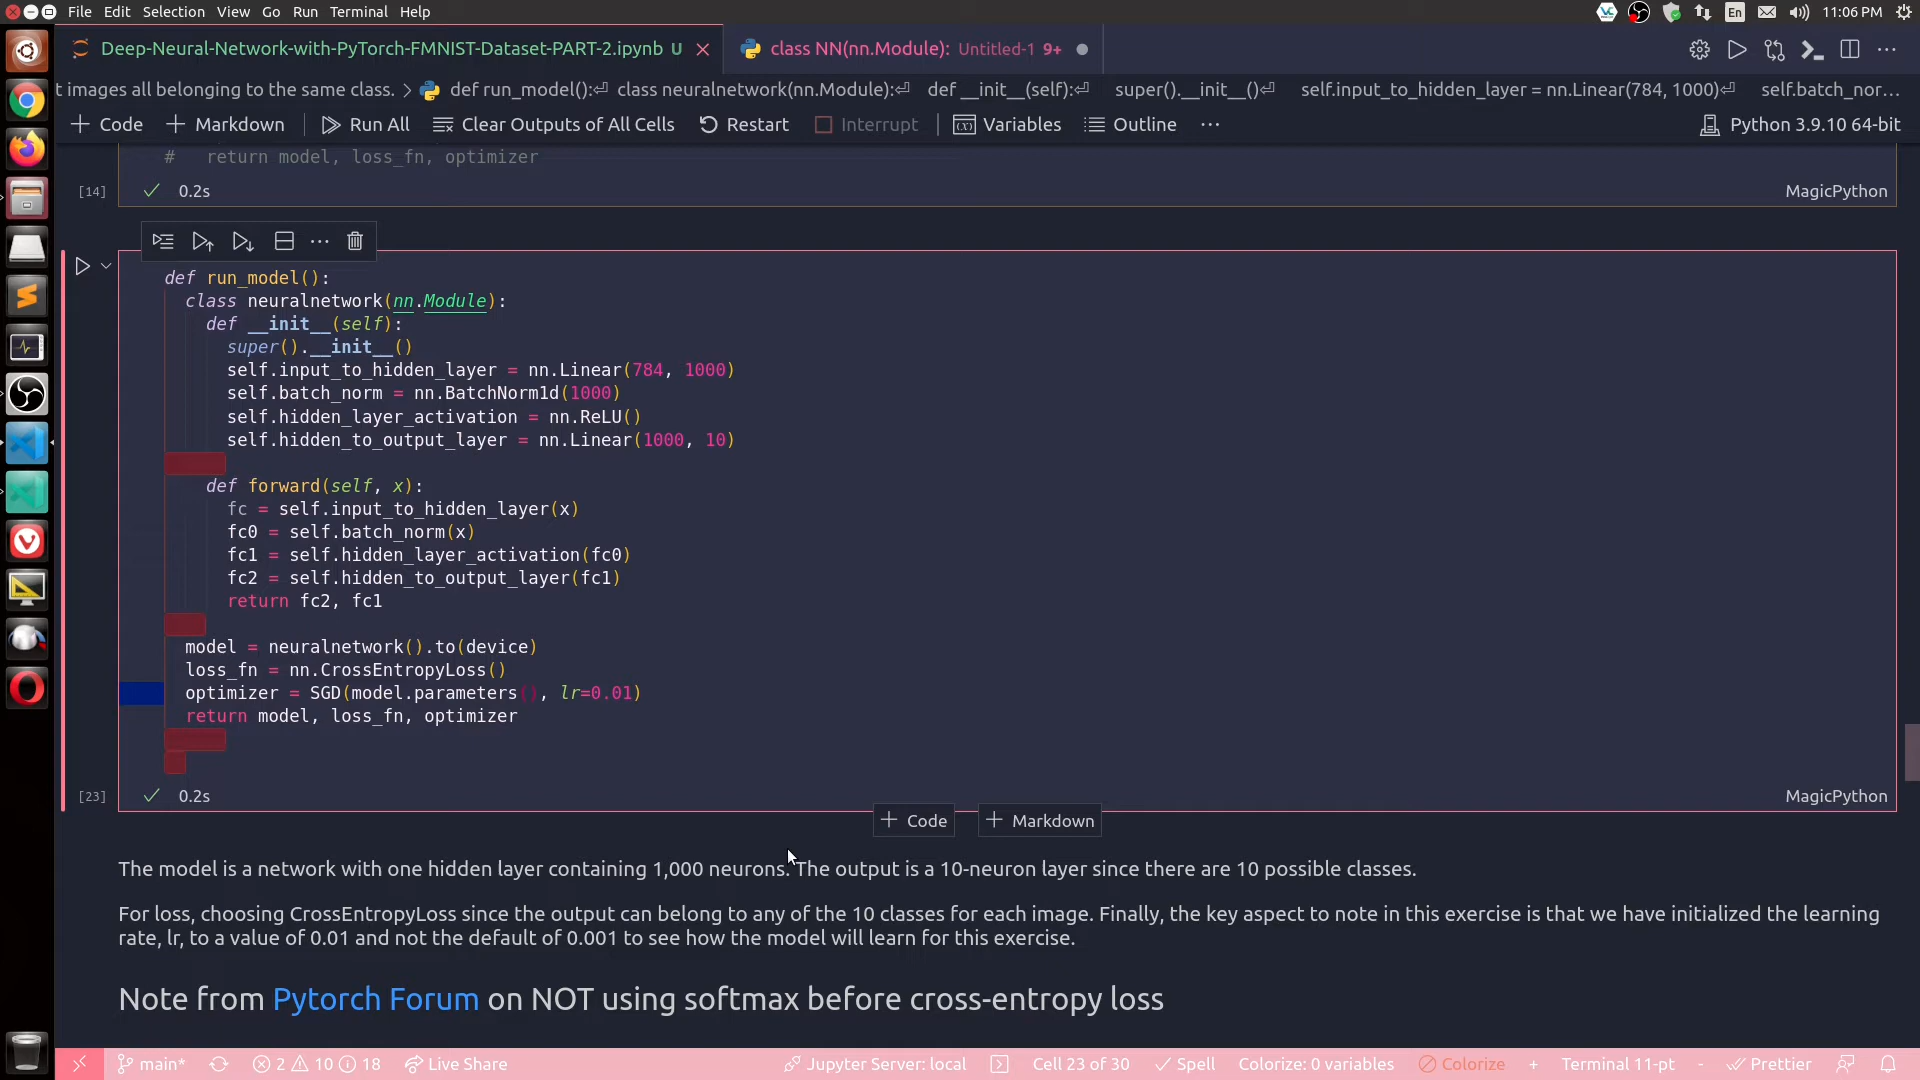 File Edit Selection View Go Run Terminal Help
En 11:06 PM
Deep-Neural-Network-with-PyTorch-FMNIST-Dataset-PART-2.ipynb U
class NN(nn.Module): Untitled-1 9+
t images all belonging to the same class. > def run_model():⏎ class neuralnetwork(nn.Module):⏎ def __init__(self):⏎ super().__init__()⏎ self.input_to_hidden_layer = nn.Linear(784, 1000)⏎ self.batch_nor…
+ Code + Markdown Run All Clear Outputs of All Cells Restart Interrupt Variables Outline ··· Python 3.9.10 64-bit
# return model, loss_fn, optimizer
[14] ✓ 0.2s MagicPython
def run_model():
class neuralnetwork(nn.Module):
def __init__(self):
super().__init__()
self.input_to_hidden_layer = nn.Linear(784, 1000)
self.batch_norm = nn.BatchNorm1d(1000)
self.hidden_layer_activation = nn.ReLU()
self.hidden_to_output_layer = nn.Linear(1000, 10)
def forward(self, x):
fc = self.input_to_hidden_layer(x)
fc0 = self.batch_norm(x)
fc1 = self.hidden_layer_activation(fc0)
fc2 = self.hidden_to_output_layer(fc1)
return fc2, fc1
model = neuralnetwork().to(device)
loss_fn = nn.CrossEntropyLoss()
optimizer = SGD(model.parameters(), lr=0.01)
return model, loss_fn, optimizer
[23] ✓ 0.2s MagicPython
+ Code + Markdown
The model is a network with one hidden layer containing 1,000 neurons. The output is a 10-neuron layer since there are 10 possible classes.
For loss, choosing CrossEntropyLoss since the output can belong to any of the 10 classes for each image. Finally, the key aspect to note in this exercise is that we have initialized the learning
rate, lr, to a value of 0.01 and not the default of 0.001 to see how the model will learn for this exercise.
Note from Pytorch Forum on NOT using softmax before cross-entropy loss
main* 2 10 18 Live Share Jupyter Server: local Cell 23 of 30 Spell Colorize: 0 variables Colorize + Terminal 11-pt - Prettier